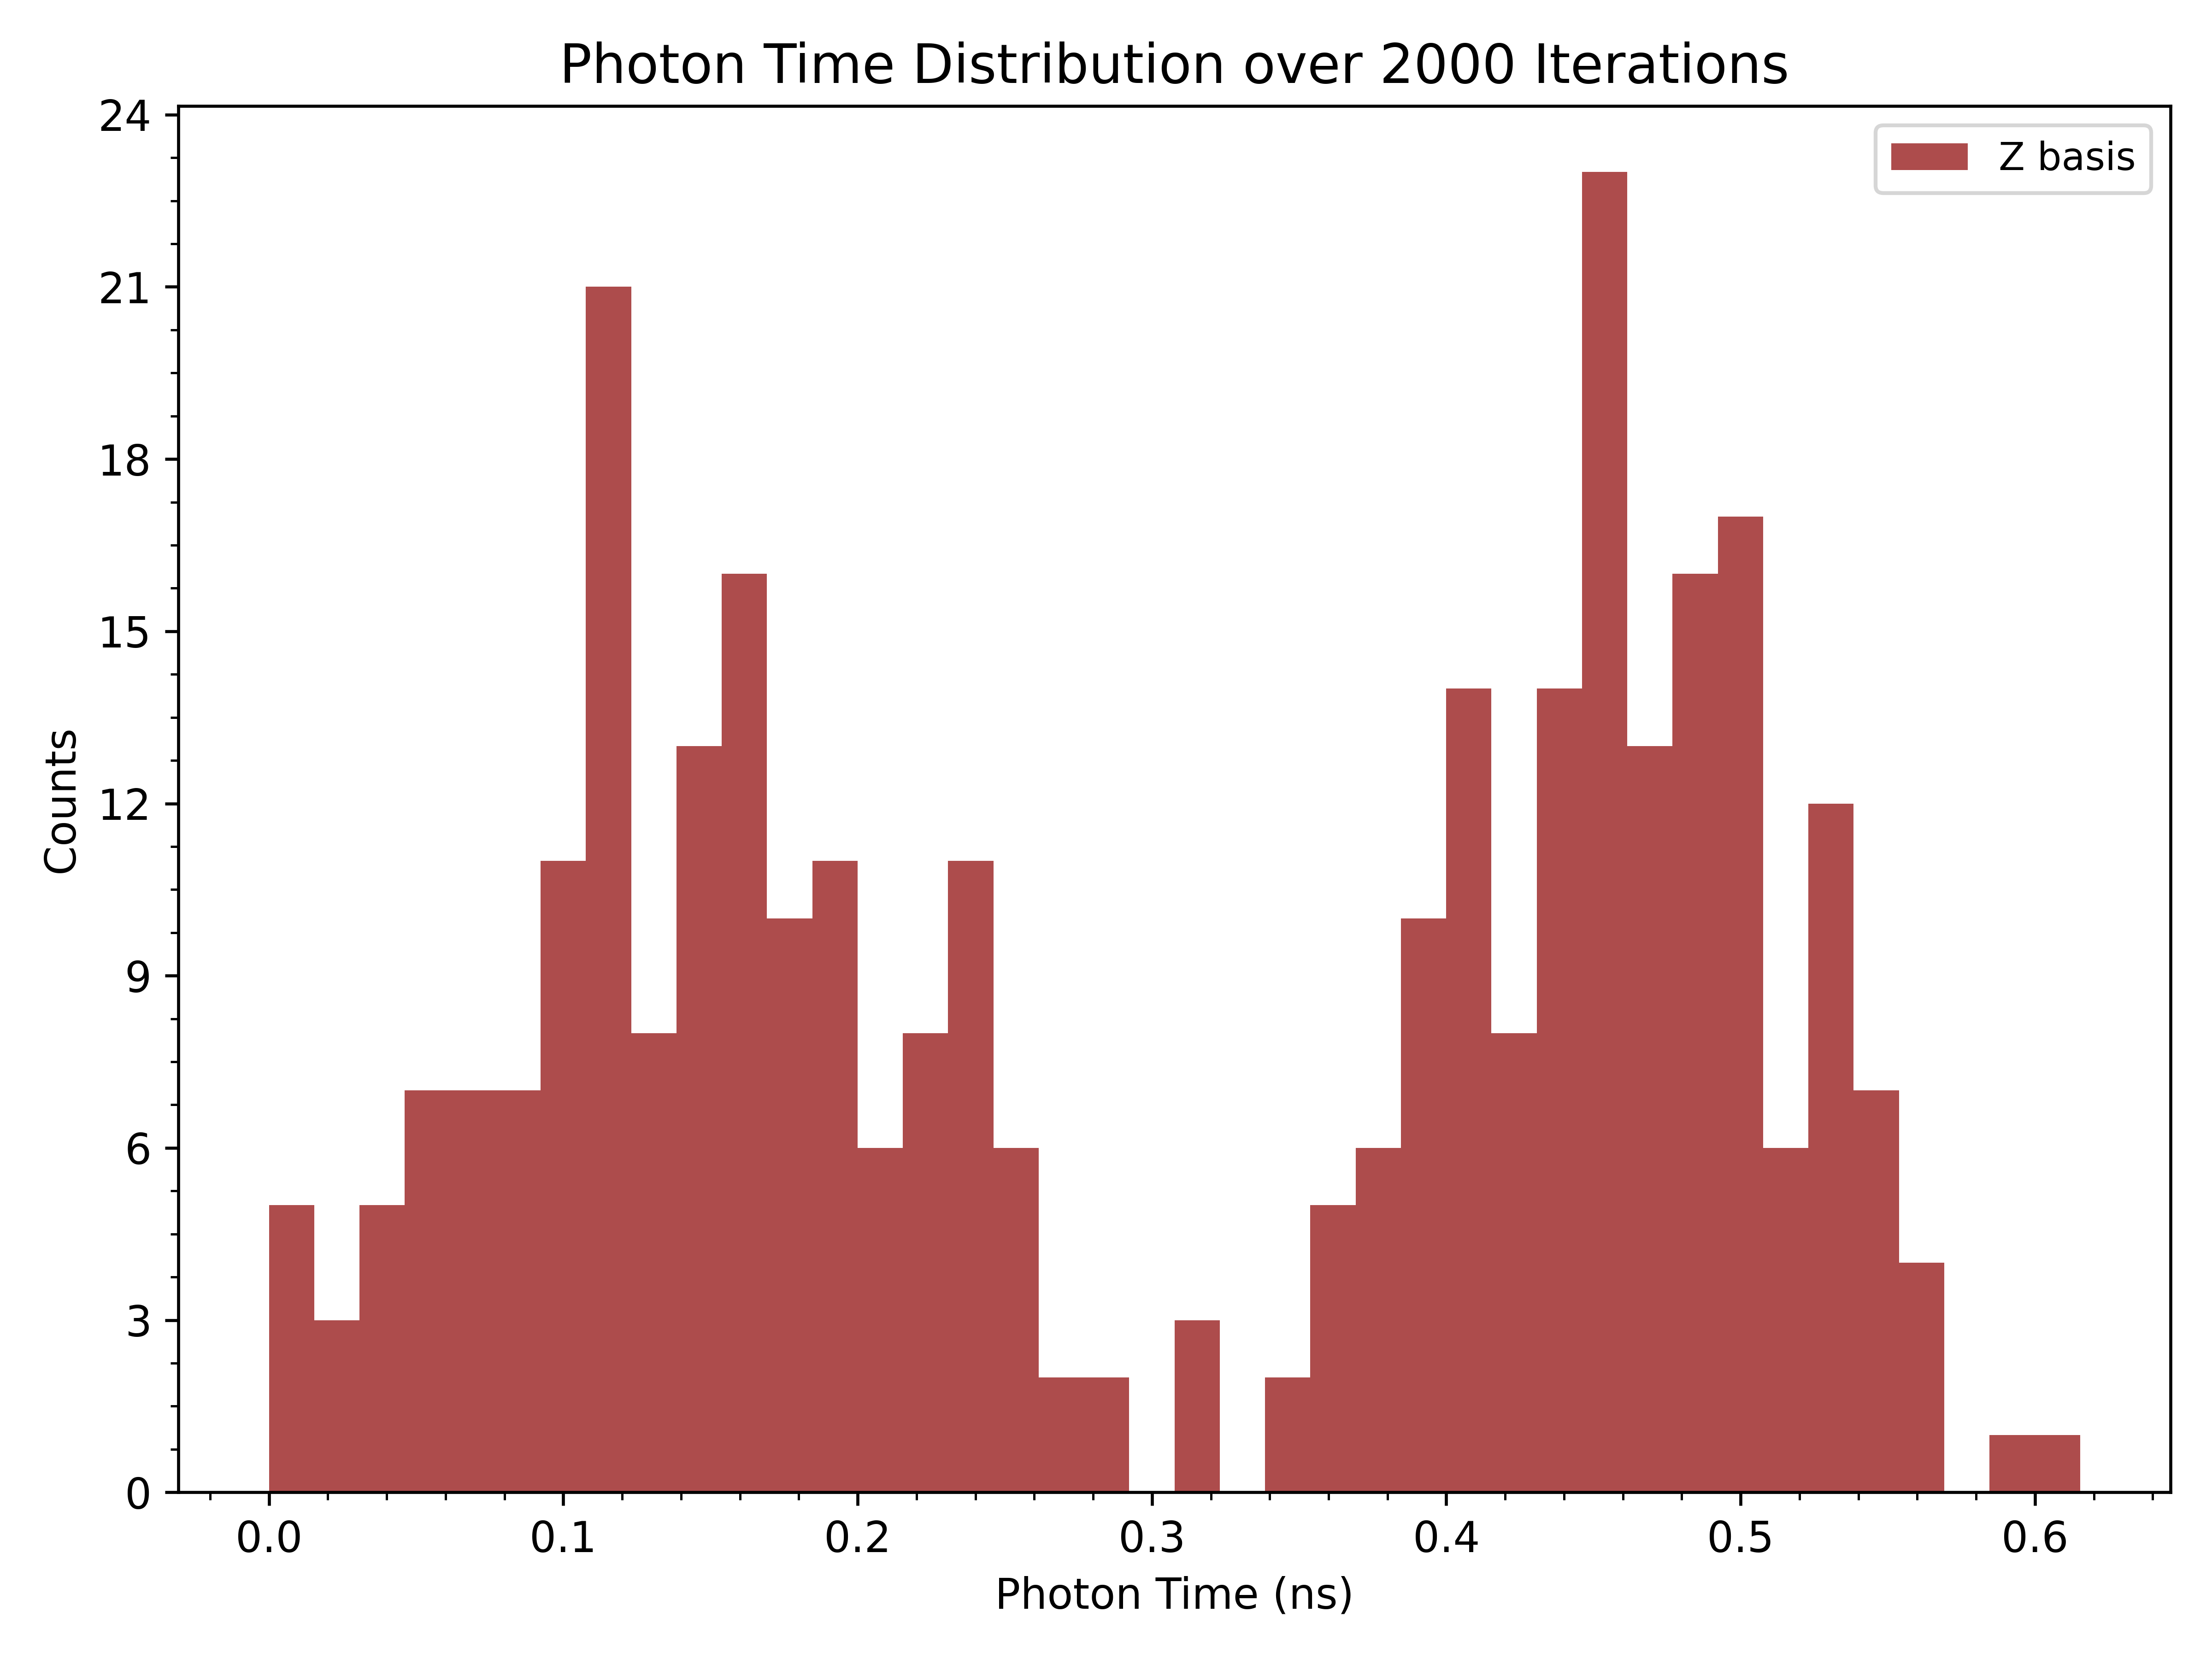 Photon Time Distribution over 2000 Iterations
Z basis
24
21
18
15
12
9
6
3
0
Counts
0.0 0.1 0.2 0.3 0.4 0.5 0.6
Photon Time (ns)